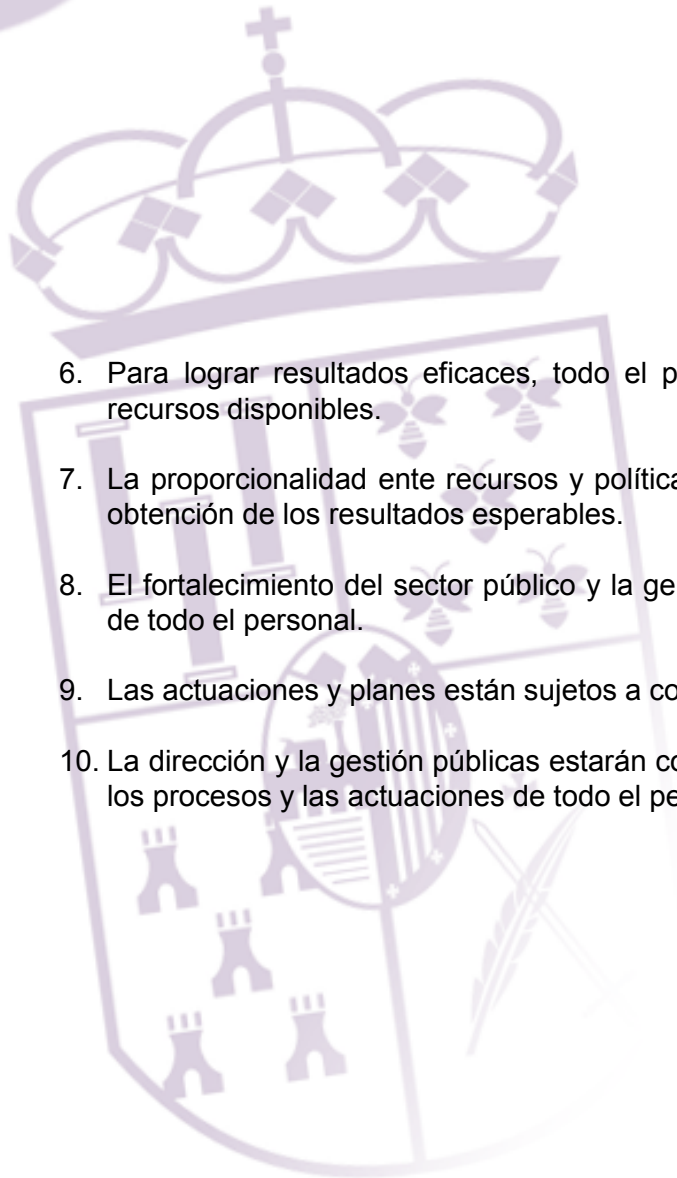 6. Para lograr resultados eficaces, todo el p
recursos disponibles.
7. La proporcionalidad ente recursos y política
obtención de los resultados esperables.
8. El fortalecimiento del sector público y la ge
de todo el personal.
9. Las actuaciones y planes están sujetos a co
10. La dirección y la gestión públicas estarán co
los procesos y las actuaciones de todo el pe